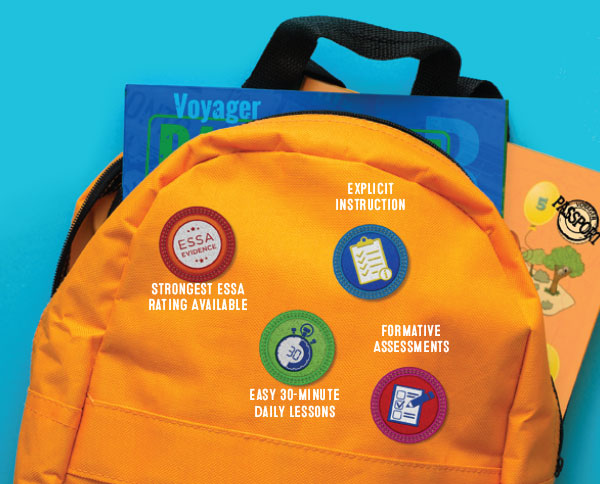 Voyager
EXPLICIT
INSTRUCTION
5
PASSPORT
ESSA
EVIDENCE
STRONGEST ESSA
RATING AVAILABLE
30
FORMATIVE
ASSESSMENTS
EASY 30-MINUTE
DAILY LESSONS